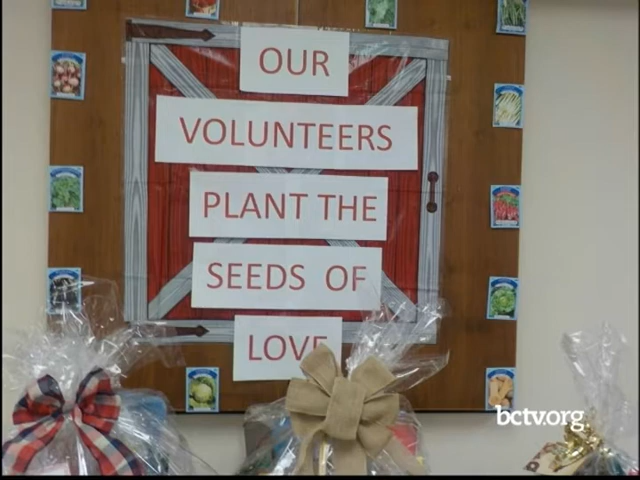 OUR
VOLUNTEERS
PLANT THE
SEEDS OF
LOVE
bctv.org